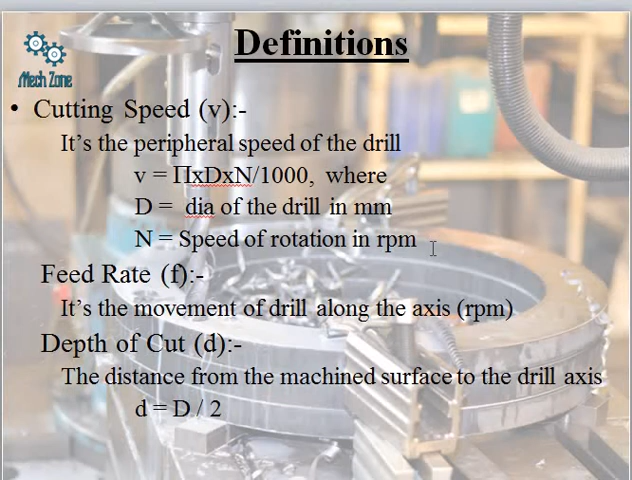 Definitions
Mech Zone
• Cutting Speed (v):-
It's the peripheral speed of the drill
v = ΠxDxN/1000, where
D = dia of the drill in mm
N = Speed of rotation in rpm
Feed Rate (f):-
It's the movement of drill along the axis (rpm)
Depth of Cut (d):-
The distance from the machined surface to the drill axis
d = D / 2